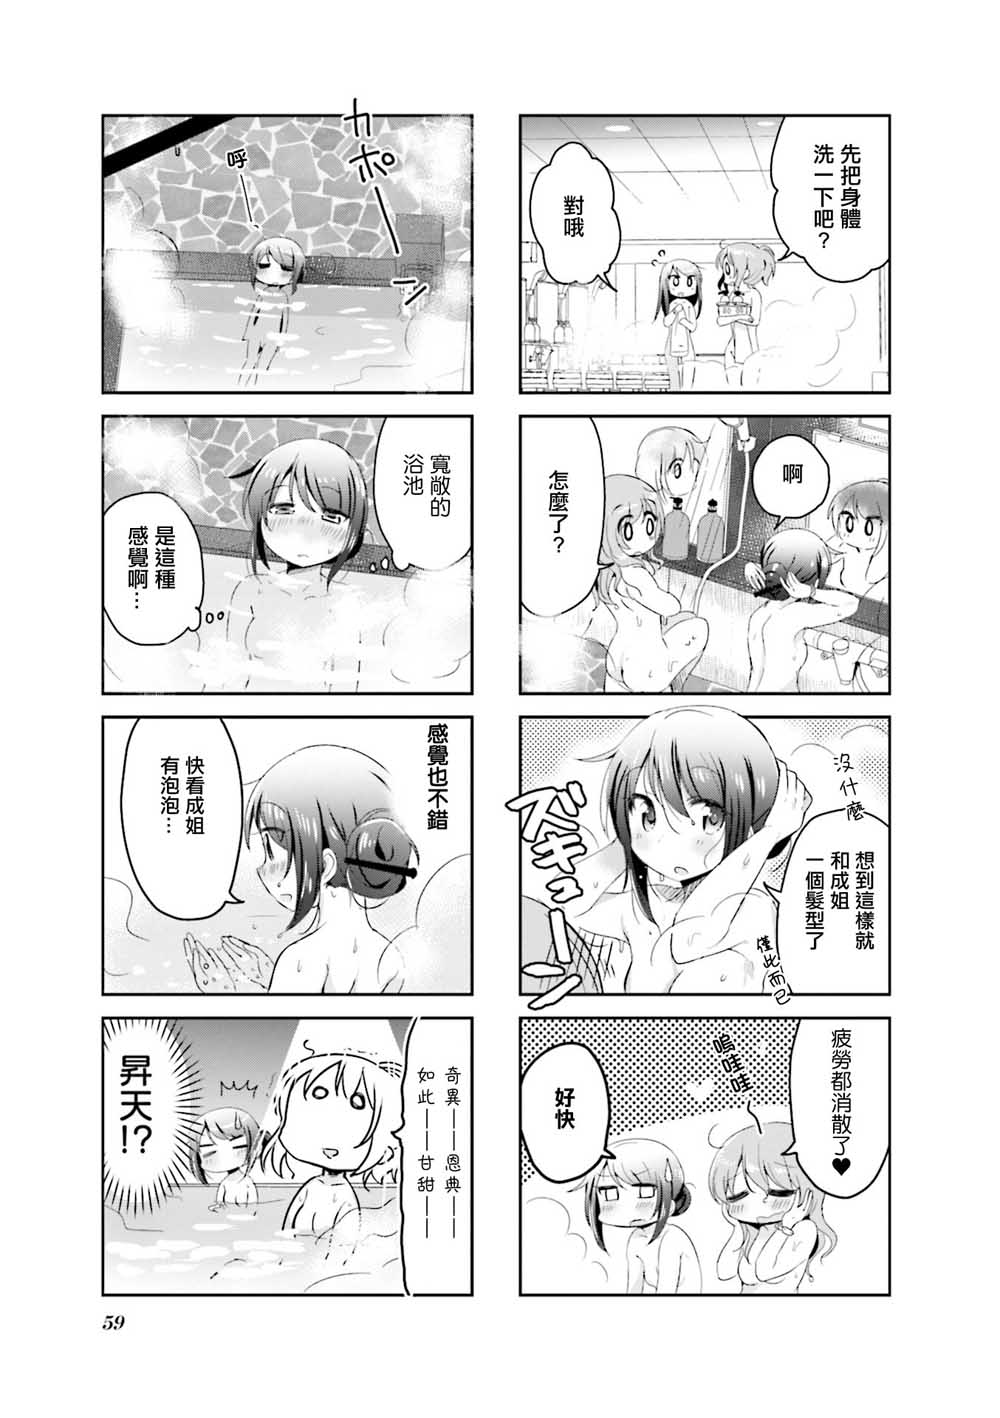 先把身體
洗一下吧？
對哦
啊
怎麼了？
沒什麼
想到這樣就
和成姐
一個髮型了
僅此而已
ズキューン
疲勞都消散了♥
嗚哇哇
好快
カポーン
呼
寬敞的
浴池
是這種
感覺啊…
感覺也不錯
快看成姐
有泡泡…
奇異——恩典——
如此——甘甜——
昇天!?
59